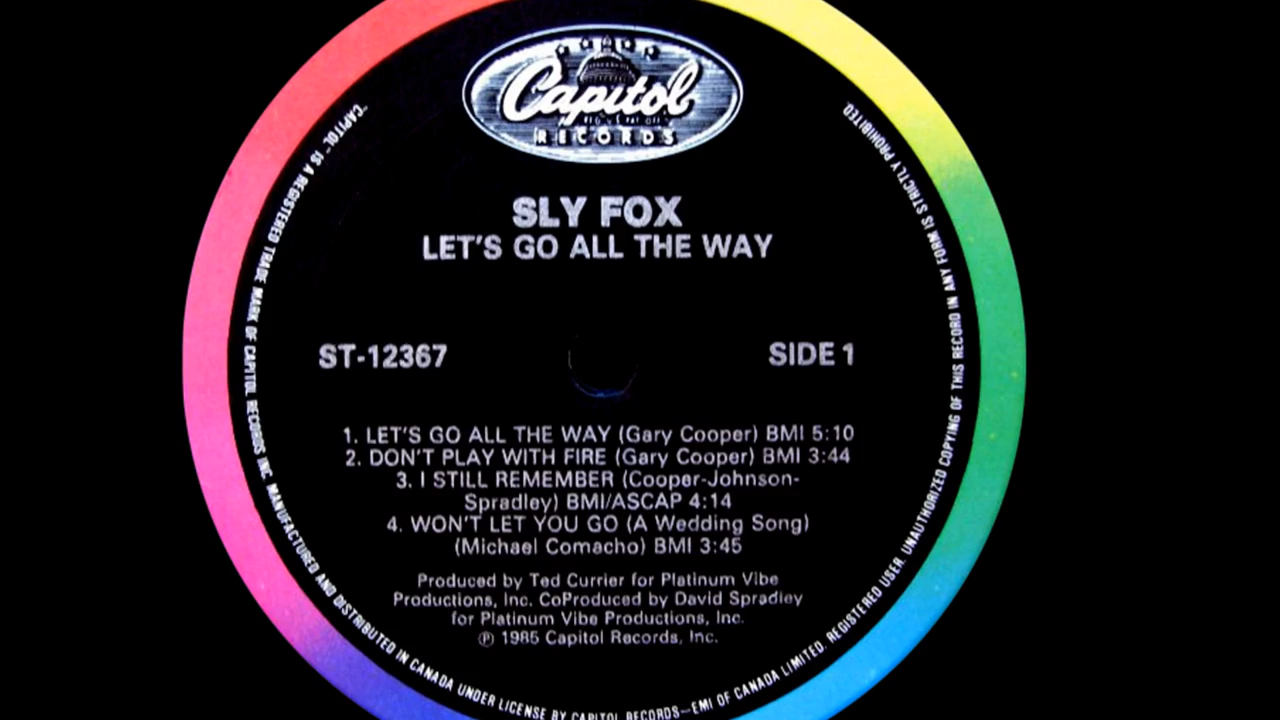 Capitol
RECORDS
SLY FOX
LET'S GO ALL THE WAY
ST-12367
SIDE 1
1. LET'S GO ALL THE WAY (Gary Cooper) BMI 5:10
2. DON'T PLAY WITH FIRE (Gary Cooper) BMI 3:44
3. I STILL REMEMBER (Cooper-Johnson-
Spradley) BMI/ASCAP 4:14
4. WON'T LET YOU GO (A Wedding Song)
(Michael Comacho) BMI 3:45
Produced by Ted Currier for Platinum Vibe
Productions, Inc. CoProduced by David Spradley
for Platinum Vibe Productions, Inc.
℗ 1985 Capitol Records, Inc.
"CAPITOL" IS A REGISTERED TRADE MARK OF CAPITOL RECORDS INC. MANUFACTURED AND DISTRIBUTED IN CANADA UNDER LICENSE BY CAPITOL RECORDS—EMI OF CANADA LIMITED. REGISTERED USER. UNAUTHORIZED COPYING OF THIS RECORD IN ANY FORM IS STRICTLY PROHIBITED.